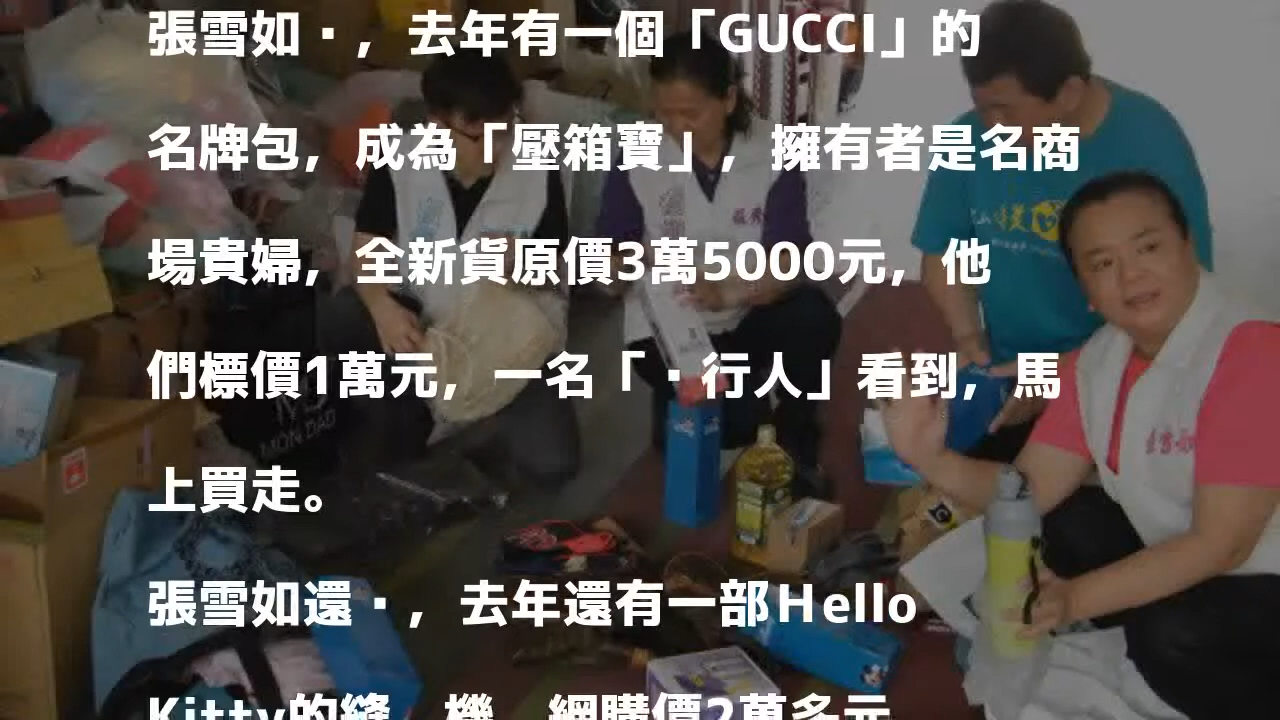 張雪如·，去年有一個「GUCCI」的
名牌包，成為「壓箱寶」，擁有者是名商
場貴婦，全新貨原價3萬5000元，他
們標價1萬元，一名「·行人」看到，馬
上買走。
張雪如還·，去年還有一部Hello
Kitty的縫 機，網購價2萬多元
MON DAD